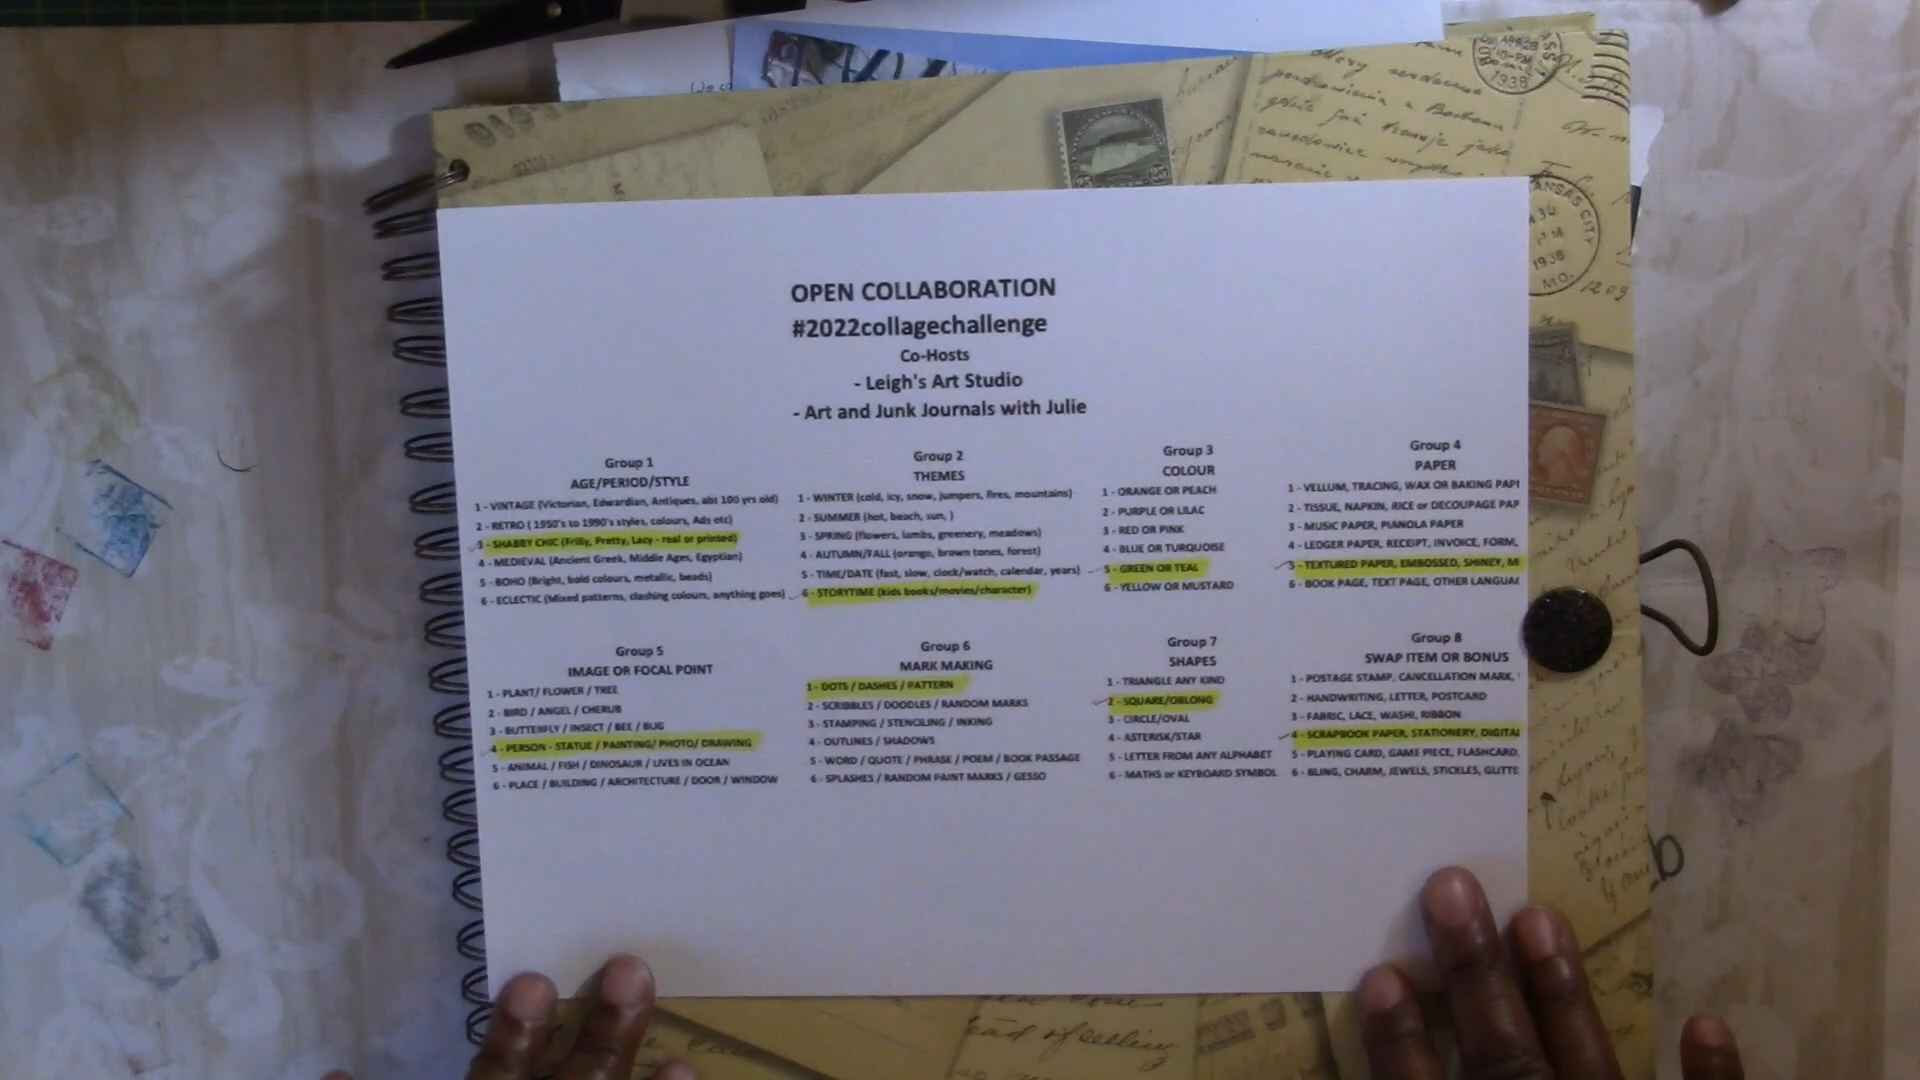 OPEN COLLABORATION
#2022collagechallenge
Co-Hosts
- Leigh's Art Studio
- Art and Junk Journals with Julie
Group 1
AGE/PERIOD/STYLE
1 - VINTAGE (Victorian, Edwardian, Antiques, abt 100 yrs old)
2 - RETRO ( 1950's to 1990's styles, colours, Ads etc)
3 - SHABBY CHIC (Frilly, Pretty, Lacy - real or printed)
4 - MEDIEVAL (Ancient Greek, Middle Ages, Egyptian)
5 - BOHO (Bright, bold colours, metallic, beads)
6 - ECLECTIC (Mixed patterns, clashing colours, anything goes)
Group 2
THEMES
1 - WINTER (cold, icy, snow, jumpers, fires, mountains)
2 - SUMMER (hot, beach, sun, )
3 - SPRING (flowers, lambs, greenery, meadows)
4 - AUTUMN/FALL (orange, brown tones, forest)
5 - TIME/DATE (fast, slow, clock/watch, calendar, years)
6 - STORYTIME (kids books/movies/character)
Group 3
COLOUR
1 - ORANGE OR PEACH
2 - PURPLE OR LILAC
3 - RED OR PINK
4 - BLUE OR TURQUOISE
5 - GREEN OR TEAL
6 - YELLOW OR MUSTARD
Group 4
PAPER
1 - VELLUM, TRACING, WAX OR BAKING PAPI
2 - TISSUE, NAPKIN, RICE or DECOUPAGE PAP
3 - MUSIC PAPER, PIANOLA PAPER
4 - LEDGER PAPER, RECEIPT, INVOICE, FORM,
5 - TEXTURED PAPER, EMBOSSED, SHINEY, M
6 - BOOK PAGE, TEXT PAGE, OTHER LANGUAG
Group 5
IMAGE OR FOCAL POINT
1 - PLANT/ FLOWER / TREE
2 - BIRD / ANGEL / CHERUB
3 - BUTTERFLY / INSECT / BEE / BUG
4 - PERSON - STATUE / PAINTING/ PHOTO/ DRAWING
5 - ANIMAL / FISH / DINOSAUR / LIVES IN OCEAN
6 - PLACE / BUILDING / ARCHITECTURE / DOOR / WINDOW
Group 6
MARK MAKING
1 - DOTS / DASHES / PATTERN
2 - SCRIBBLES / DOODLES / RANDOM MARKS
3 - STAMPING / STENCILING / INKING
4 - OUTLINES / SHADOWS
5 - WORD / QUOTE / PHRASE / POEM / BOOK PASSAGE
6 - SPLASHES / RANDOM PAINT MARKS / GESSO
Group 7
SHAPES
1 - TRIANGLE ANY KIND
2 - SQUARE/OBLONG
3 - CIRCLE/OVAL
4 - ASTERISK/STAR
5 - LETTER FROM ANY ALPHABET
6 - MATHS or KEYBOARD SYMBOL
Group 8
SWAP ITEM OR BONUS
1 - POSTAGE STAMP, CANCELLATION MARK,
2 - HANDWRITING, LETTER, POSTCARD
3 - FABRIC, LACE, WASHI, RIBBON
4 - SCRAPBOOK PAPER, STATIONERY, DIGITAL
5 - PLAYING CARD, GAME PIECE, FLASHCARD,
6 - BLING, CHARM, JEWELS, STICKLES, GLITTE
1938
KANSAS CITY
1938
MO.
1209